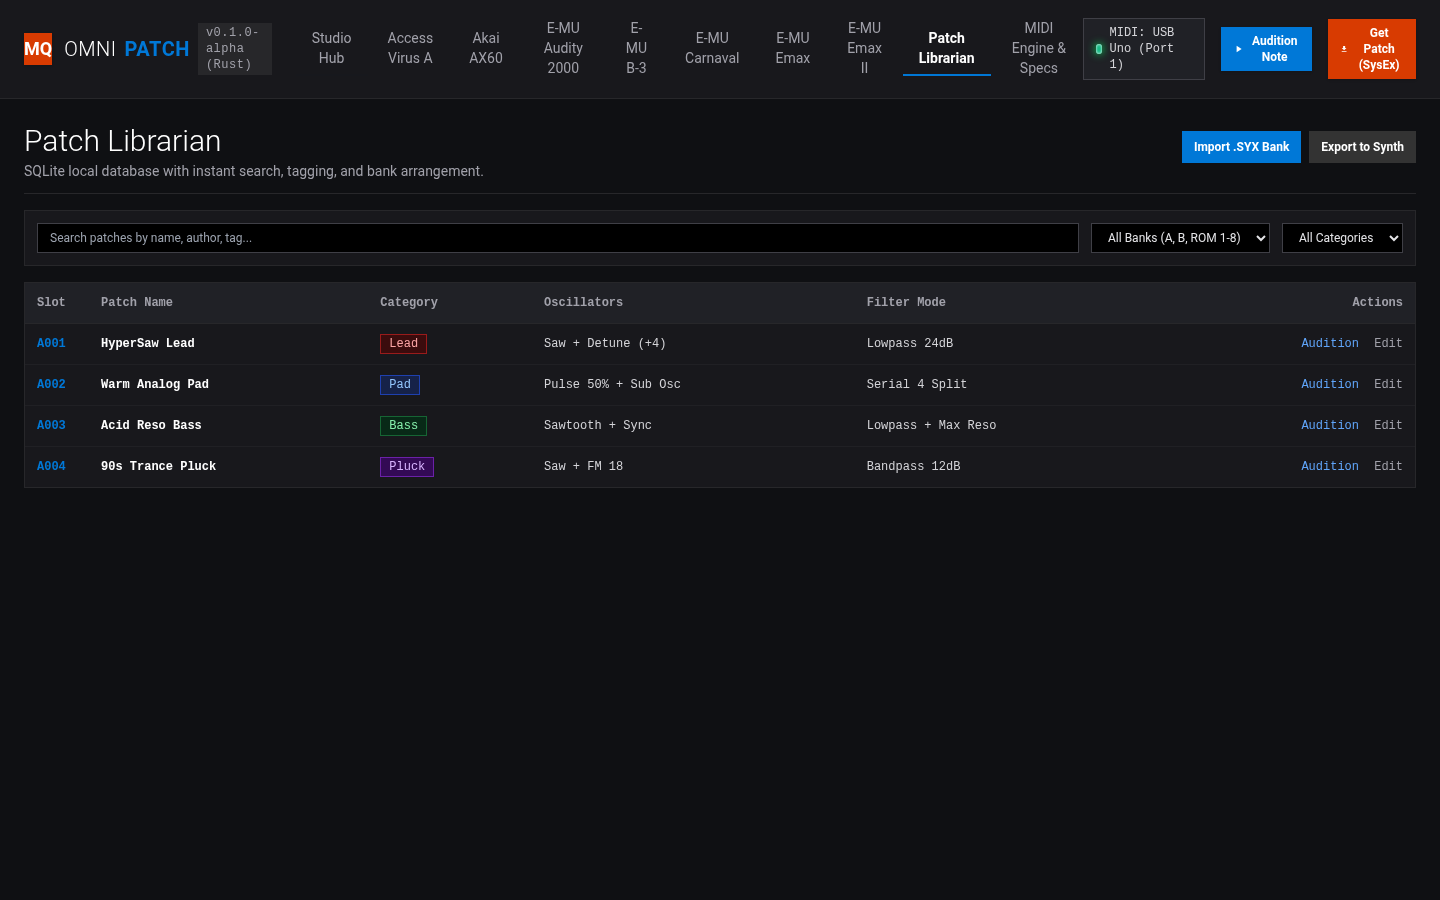 MQ OMNI PATCH
v0.1.0-
alpha
(Rust)
Studio
Hub
Access
Virus A
Akai
AX60
E-MU
Audity
2000
E-
MU
B-3
E-MU
Carnaval
E-MU
Emax
E-MU
Emax
II
Patch
Librarian
MIDI
Engine &
Specs
MIDI: USB
Uno (Port
1)
Audition
Note
Get
Patch
(SysEx)
Patch Librarian
SQLite local database with instant search, tagging, and bank arrangement.
Import .SYX Bank
Export to Synth
Search patches by name, author, tag...
All Banks (A, B, ROM 1-8)
All Categories
Slot Patch Name Category Oscillators Filter Mode Actions
A001 HyperSaw Lead Lead Saw + Detune (+4) Lowpass 24dB Audition Edit
A002 Warm Analog Pad Pad Pulse 50% + Sub Osc Serial 4 Split Audition Edit
A003 Acid Reso Bass Bass Sawtooth + Sync Lowpass + Max Reso Audition Edit
A004 90s Trance Pluck Pluck Saw + FM 18 Bandpass 12dB Audition Edit